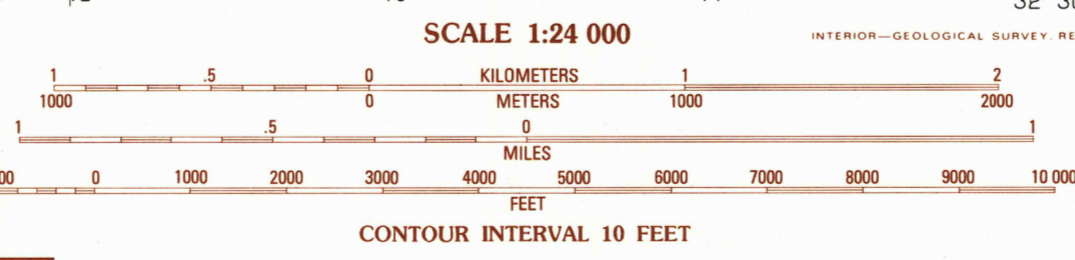 SCALE 1:24 000
INTERIOR—GEOLOGICAL SURVEY. RE
1 .5 0 KILOMETERS 1 2
1000 0 METERS 1000 2000
1 .5 0 1
MILES
00 0 1000 2000 3000 4000 5000 6000 7000 8000 9000 10 000
FEET
CONTOUR INTERVAL 10 FEET